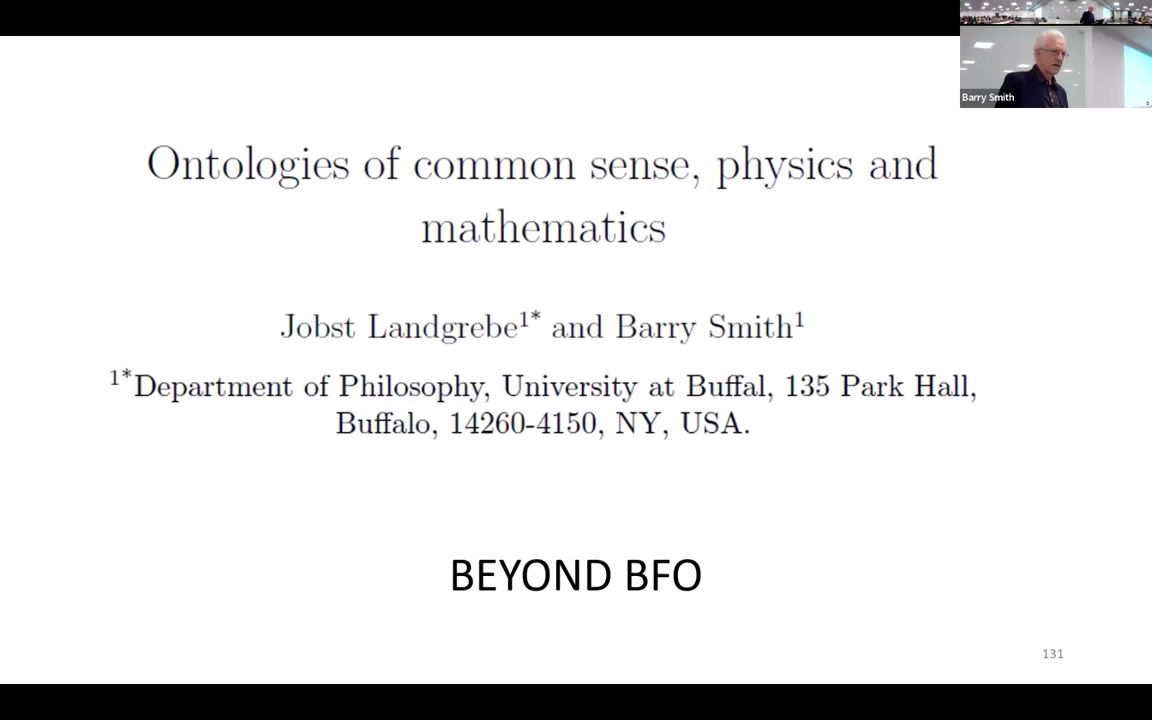 Barry Smith
Ontologies of common sense, physics and
mathematics
Jobst Landgrebe1* and Barry Smith1
1*Department of Philosophy, University at Buffal, 135 Park Hall,
Buffalo, 14260-4150, NY, USA.
BEYOND BFO
131